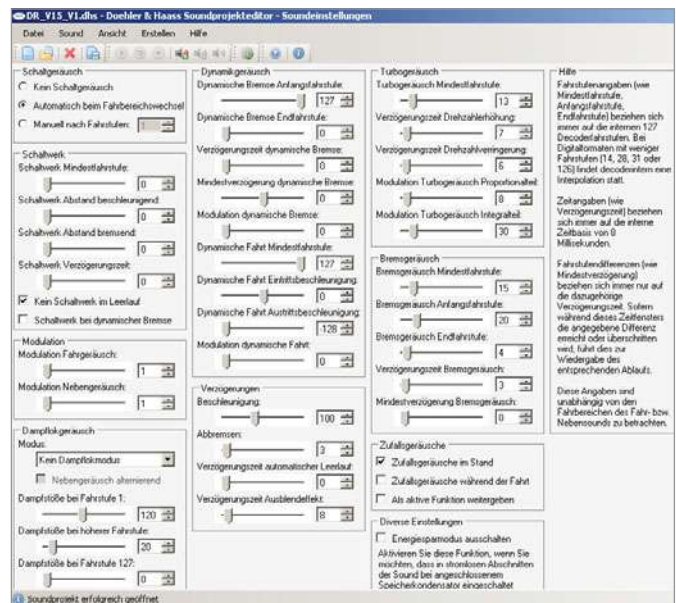 DR_V15_V1.dhs - Doehler & Haass Soundprojekteditor - Soundeinstellungen
Datei Sound Ansicht Erstellen Hilfe
Schaltgeräusch
Kein Schaltgeräusch
Automatisch beim Fahrbereichswechsel
Manuell nach Fahrstufen: 1
Schaltwerk
Schaltwerk Mindestfahrstufe:
0
Schaltwerk Abstand beschleunigend:
0
Schaltwerk Abstand bremsend:
0
Schaltwerk Verzögerungszeit:
0
Kein Schaltwerk im Leerlauf
Schaltwerk bei dynamischer Bremse
Modulation
Modulation Fahrgeräusch:
1
Modulation Nebengeräusch:
1
Dampflokgeräusch
Modus:
Kein Dampflokmodus
Nebengeräusch alternierend
Dampfstöße bei Fahrstufe 1:
120
Dampfstöße bei höherer Fahrstufe:
20
Dampfstöße bei Fahrstufe 127:
0
Dynamikgeräusch
Dynamische Bremse Anfangsfahrstufe:
127
Dynamische Bremse Endfahrstufe:
0
Verzögerungszeit dynamische Bremse:
0
Mindestverzögerung dynamische Bremse:
0
Modulation dynamische Bremse:
0
Dynamische Fahrt Mindestfahrstufe:
127
Dynamische Fahrt Eintrittsbeschleunigung:
0
Dynamische Fahrt Austrittsbeschleunigung:
-128
Modulation dynamische Fahrt:
0
Verzögerungen
Beschleunigung:
100
Abbremsen:
3
Verzögerungszeit automatischer Leerlauf:
0
Verzögerungszeit Ausblendeffekt:
8
Turbogeräusch
Turbogeräusch Mindestfahrstufe:
13
Verzögerungszeit Drehzahlerhöhung:
7
Verzögerungszeit Drehzahlverringerung:
6
Modulation Turbogeräusch Proportionalteil:
8
Modulation Turbogeräusch Integralteil:
30
Bremsgeräusch
Bremsgeräusch Mindestfahrstufe:
15
Bremsgeräusch Anfangsfahrstufe:
20
Bremsgeräusch Endfahrstufe:
4
Verzögerungszeit Bremsgeräusch:
3
Mindestverzögerung Bremsgeräusch:
0
Zufallsgeräusche
Zufallsgeräusche im Stand
Zufallsgeräusche während der Fahrt
Als aktive Funktion weitergeben
Diverse Einstellungen
Energiesparmodus ausschalten
Aktivieren Sie diese Funktion, wenn Sie
möchten, dass in stromlosen Abschnitten
der Sound bei angeschlossenem
Speicherkondensator eingeschaltet
Hilfe
Fahrstufenangaben (wie
Mindestfahrstufe,
Anfangsfahrstufe,
Endfahrstufe) beziehen sich
immer auf die internen 127
Decoderfahrstufen. Bei
Digitalformaten mit weniger
Fahrstufen (14, 28, 31 oder
126) findet decoderintern eine
Interpolation statt.
Zeitangaben (wie
Verzögerungszeit) beziehen
sich immer auf die interne
Zeitbasis von 8
Millisekunden.
Fahrstufendifferenzen (wie
Mindestverzögerung)
beziehen sich immer nur auf
die dazugehörige
Verzögerungszeit. Sofern
während dieses Zeitfensters
die angegebene Differenz
erreicht oder überschritten
wird, führt dies zur
Wiedergabe des
entsprechenden Ablaufs.
Diese Angaben sind
unabhängig von den
Fahrbereichen des Fahr- bzw.
Nebensounds zu betrachten.
Soundprojekt erfolgreich geöffnet